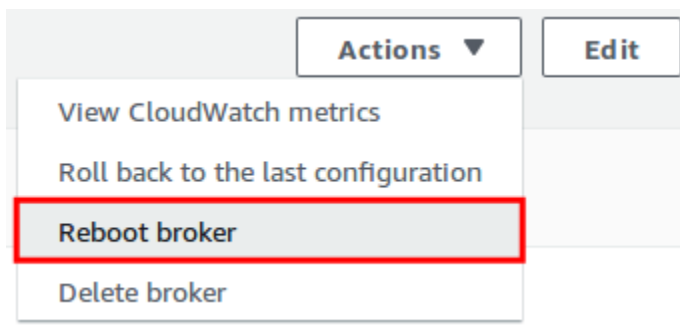 Actions ▼ Edit
View CloudWatch metrics
Roll back to the last configuration
Reboot broker
Delete broker